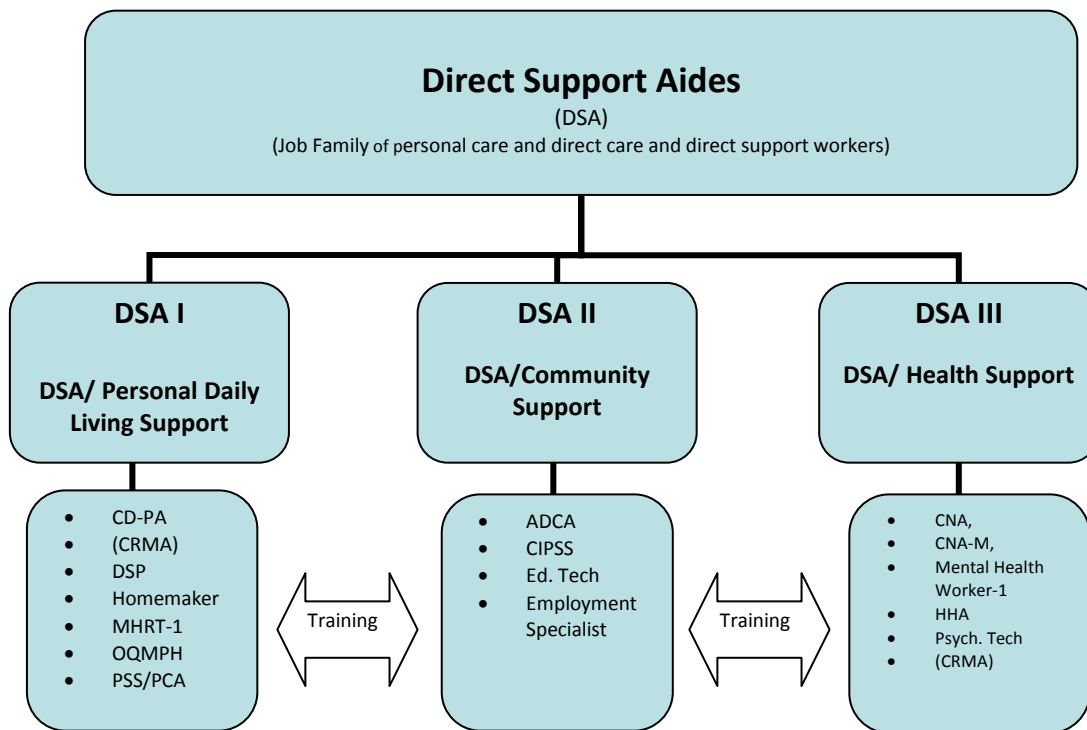 Direct Support Aides
(DSA)
(Job Family of personal care and direct care and direct support workers)
DSA I
DSA/ Personal Daily
Living Support
DSA II
DSA/Community
Support
DSA III
DSA/ Health Support
• CD-PA
• (CRMA)
• DSP
• Homemaker
• MHRT-1
• OQMPH
• PSS/PCA
Training
• ADCA
• CIPSS
• Ed. Tech
• Employment
Specialist
Training
• CNA,
• CNA-M,
• Mental Health
Worker-1
• HHA
• Psych. Tech
• (CRMA)